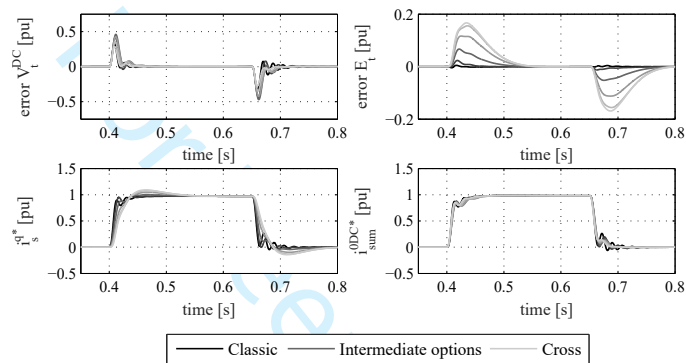 error V_t^DC [pu]
0.5
0
−0.5
0.4 0.5 0.6 0.7 0.8
time [s]
error E_t [pu]
0.2
0
−0.2
0.4 0.5 0.6 0.7 0.8
time [s]
i_s^q* [pu]
1.5
1
0.5
0
−0.5
0.4 0.5 0.6 0.7 0.8
time [s]
i_sum^0DC* [pu]
1.5
1
0.5
0
−0.5
0.4 0.5 0.6 0.7 0.8
time [s]
Classic Intermediate options Cross